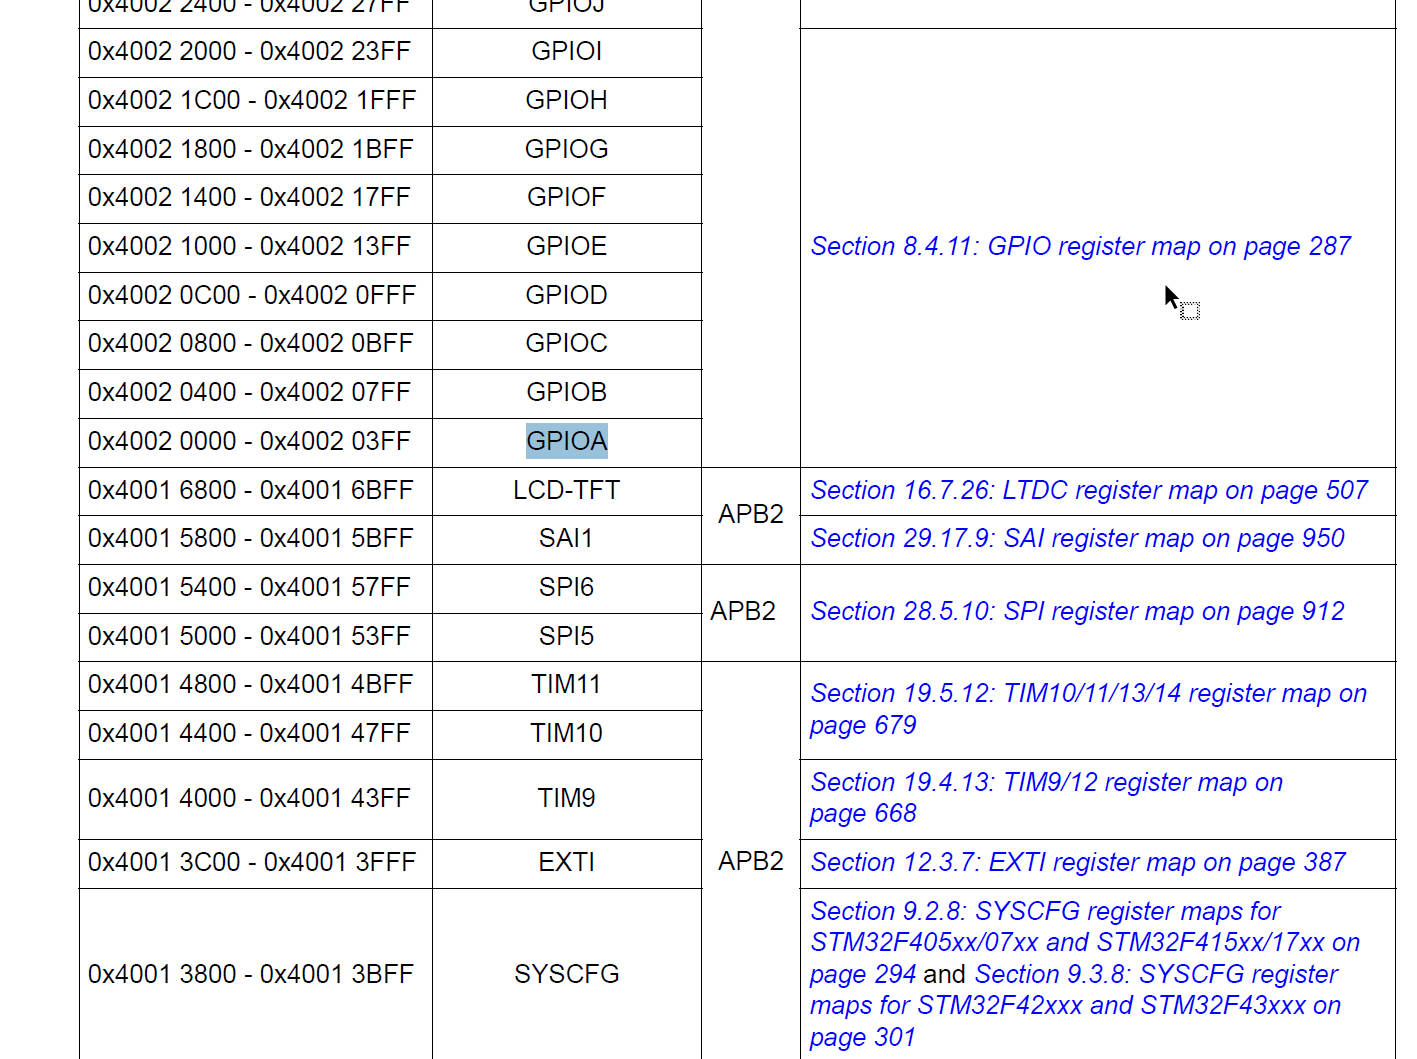 0x4002 2400 - 0x4002 27FF GPIOJ
0x4002 2000 - 0x4002 23FF GPIOI
0x4002 1C00 - 0x4002 1FFF GPIOH
0x4002 1800 - 0x4002 1BFF GPIOG
0x4002 1400 - 0x4002 17FF GPIOF
0x4002 1000 - 0x4002 13FF GPIOE Section 8.4.11: GPIO register map on page 287
0x4002 0C00 - 0x4002 0FFF GPIOD
0x4002 0800 - 0x4002 0BFF GPIOC
0x4002 0400 - 0x4002 07FF GPIOB
0x4002 0000 - 0x4002 03FF GPIOA
0x4001 6800 - 0x4001 6BFF LCD-TFT Section 16.7.26: LTDC register map on page 507
APB2
0x4001 5800 - 0x4001 5BFF SAI1 Section 29.17.9: SAI register map on page 950
0x4001 5400 - 0x4001 57FF SPI6
APB2 Section 28.5.10: SPI register map on page 912
0x4001 5000 - 0x4001 53FF SPI5
0x4001 4800 - 0x4001 4BFF TIM11 Section 19.5.12: TIM10/11/13/14 register map on
page 679
0x4001 4400 - 0x4001 47FF TIM10
Section 19.4.13: TIM9/12 register map on
0x4001 4000 - 0x4001 43FF TIM9
page 668
0x4001 3C00 - 0x4001 3FFF EXTI APB2 Section 12.3.7: EXTI register map on page 387
Section 9.2.8: SYSCFG register maps for
STM32F405xx/07xx and STM32F415xx/17xx on
0x4001 3800 - 0x4001 3BFF SYSCFG page 294 and Section 9.3.8: SYSCFG register
maps for STM32F42xxx and STM32F43xxx on
page 301